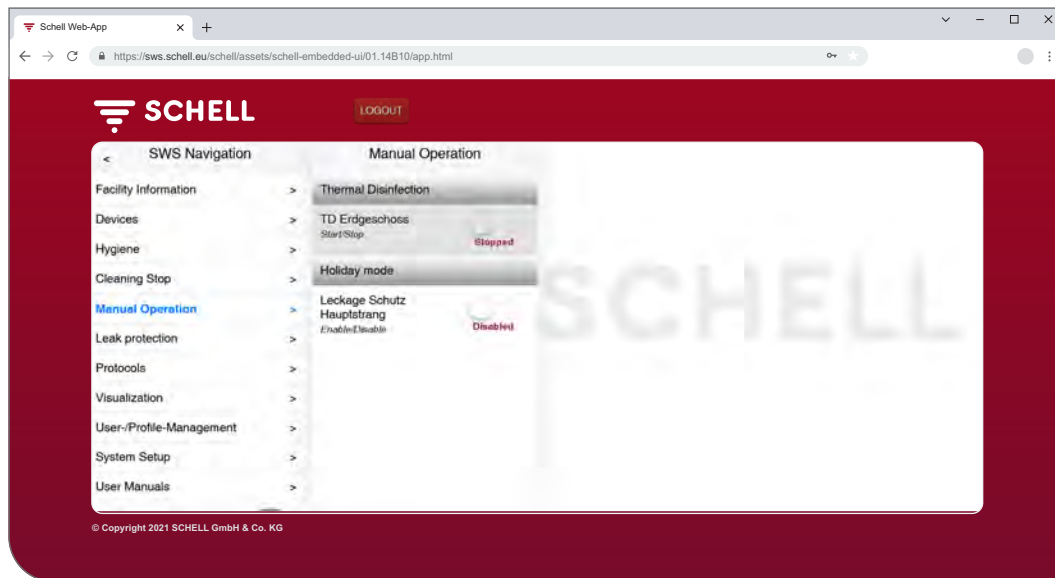 Schell Web-App
https://sws.schell.eu/schell/assets/schell-embedded-ui/01.14B10/app.html
SCHELL
LOGOUT
< SWS Navigation
Facility Information >
Devices >
Hygiene >
Cleaning Stop >
Manual Operation >
Leak protection >
Protocols >
Visualization >
User-/Profile-Management >
System Setup >
User Manuals >
Manual Operation
Thermal Disinfection
TD Erdgeschoss
Start/Stop
Stopped
Holiday mode
Leckage Schutz
Hauptstrang
Enable/Disable
Disabled
SCHELL
© Copyright 2021 SCHELL GmbH & Co. KG